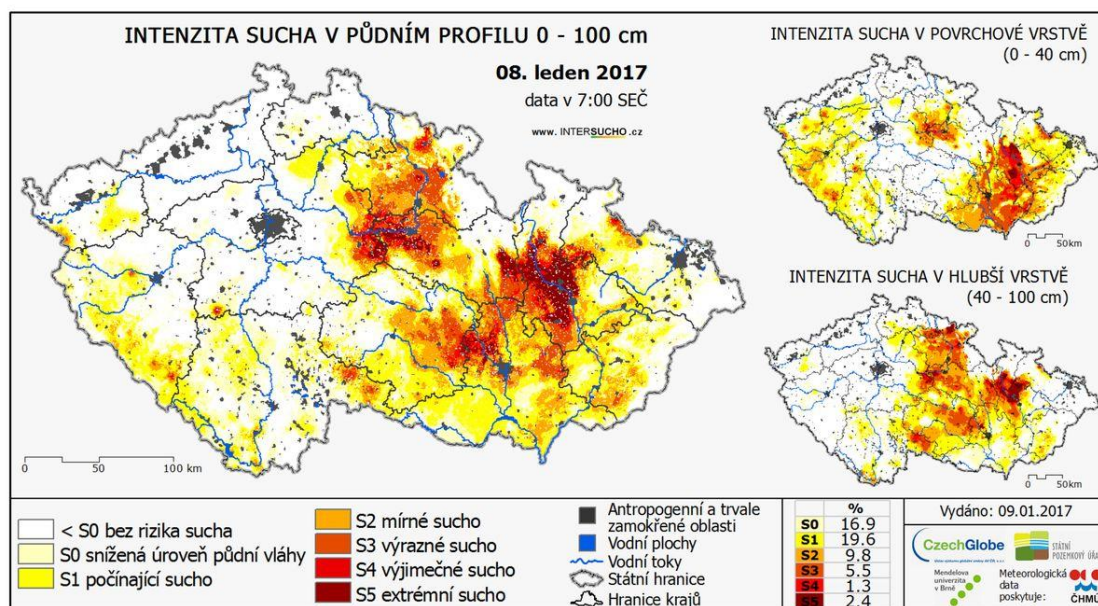 INTENZITA SUCHA V PŮDNÍM PROFILU 0 - 100 cm
08. leden 2017
data v 7:00 SEČ
www. INTERSUCHO.cz
0 50 100 km
INTENZITA SUCHA V POVRCHOVÉ VRSTVĚ
(0 - 40 cm)
0 50km
INTENZITA SUCHA V HLUBŠÍ VRSTVĚ
(40 - 100 cm)
0 50km
< S0 bez rizika sucha
S0 snížená úroveň půdní vláhy
S1 počínající sucho
S2 mírné sucho
S3 výrazné sucho
S4 výjimečné sucho
S5 extrémní sucho
Antropogenní a trvale
zamokřené oblasti
Vodní plochy
Vodní toky
Státní hranice
Hranice krajů
%
S0 16.9
S1 19.6
S2 9.8
S3 5.5
S4 1.3
S5 2.4
Vydáno: 09.01.2017
CzechGlobe
STÁTNÍ
POZEMKOVÝ ÚŘAD
Mendelova
univerzita
v Brně
Meteorologická
data
poskytuje:
ČHMÚ